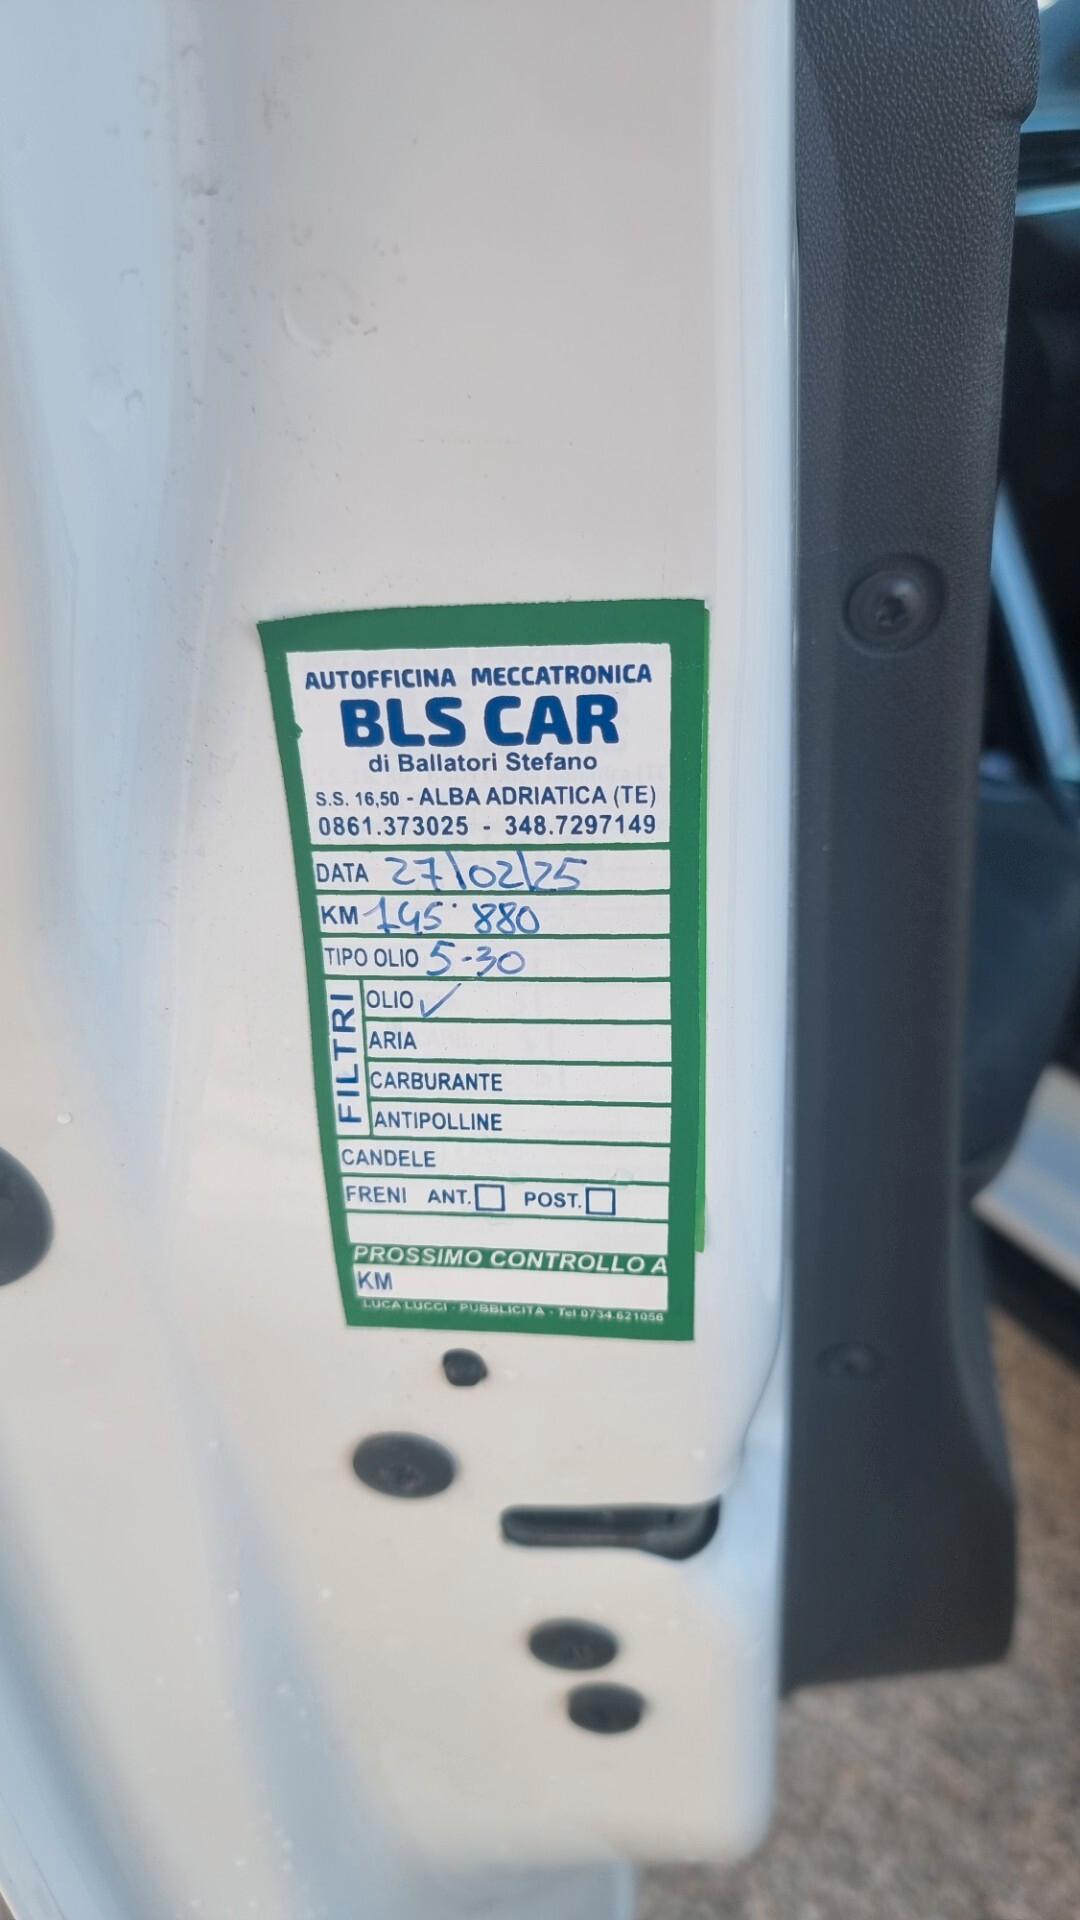 AUTOFFICINA MECCATRONICA
BLS CAR
di Ballatori Stefano
S.S. 16,50 - ALBA ADRIATICA (TE)
0861.373025 - 348.7297149
DATA 27/02/25
KM 145˙880
TIPO OLIO 5-30
FILTRI
OLIO ✓
ARIA
CARBURANTE
ANTIPOLLINE
CANDELE
FRENI ANT. ☐ POST. ☐
PROSSIMO CONTROLLO A
KM
LUCA LUCCI - PUBBLICITA - Tel 0734.621056